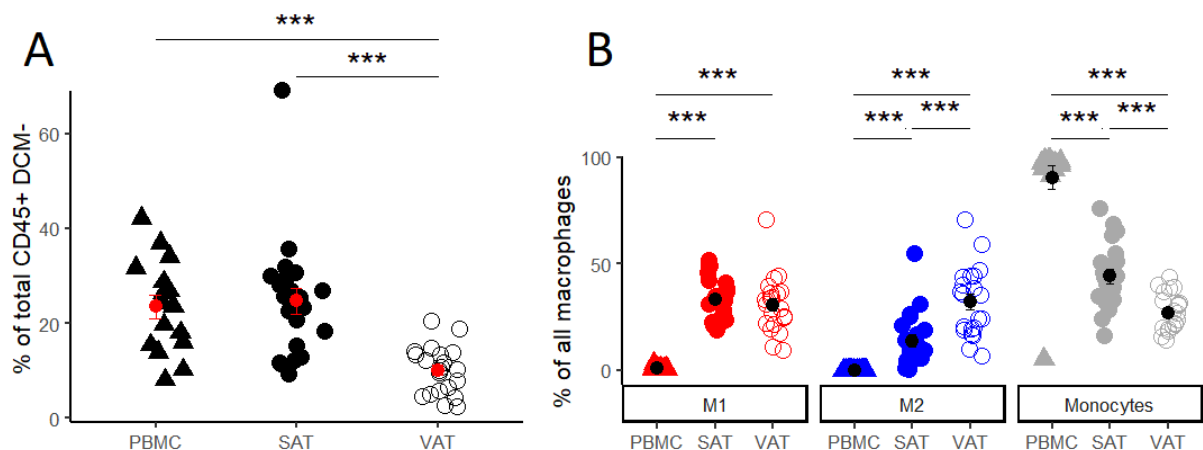 A
***
***
% of total CD45+ DCM-
60
40
20
0
PBMC SAT VAT
B
*** *** ***
*** *** *** *** ***
% of all macrophages
100
50
0
M1 M2 Monocytes
PBMC SAT VAT PBMC SAT VAT PBMC SAT VAT